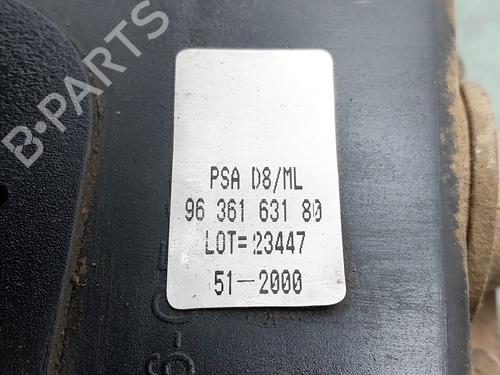 B-PARTS
PSA D8/ML
96 361 631 80
LOT=23447
51-2000